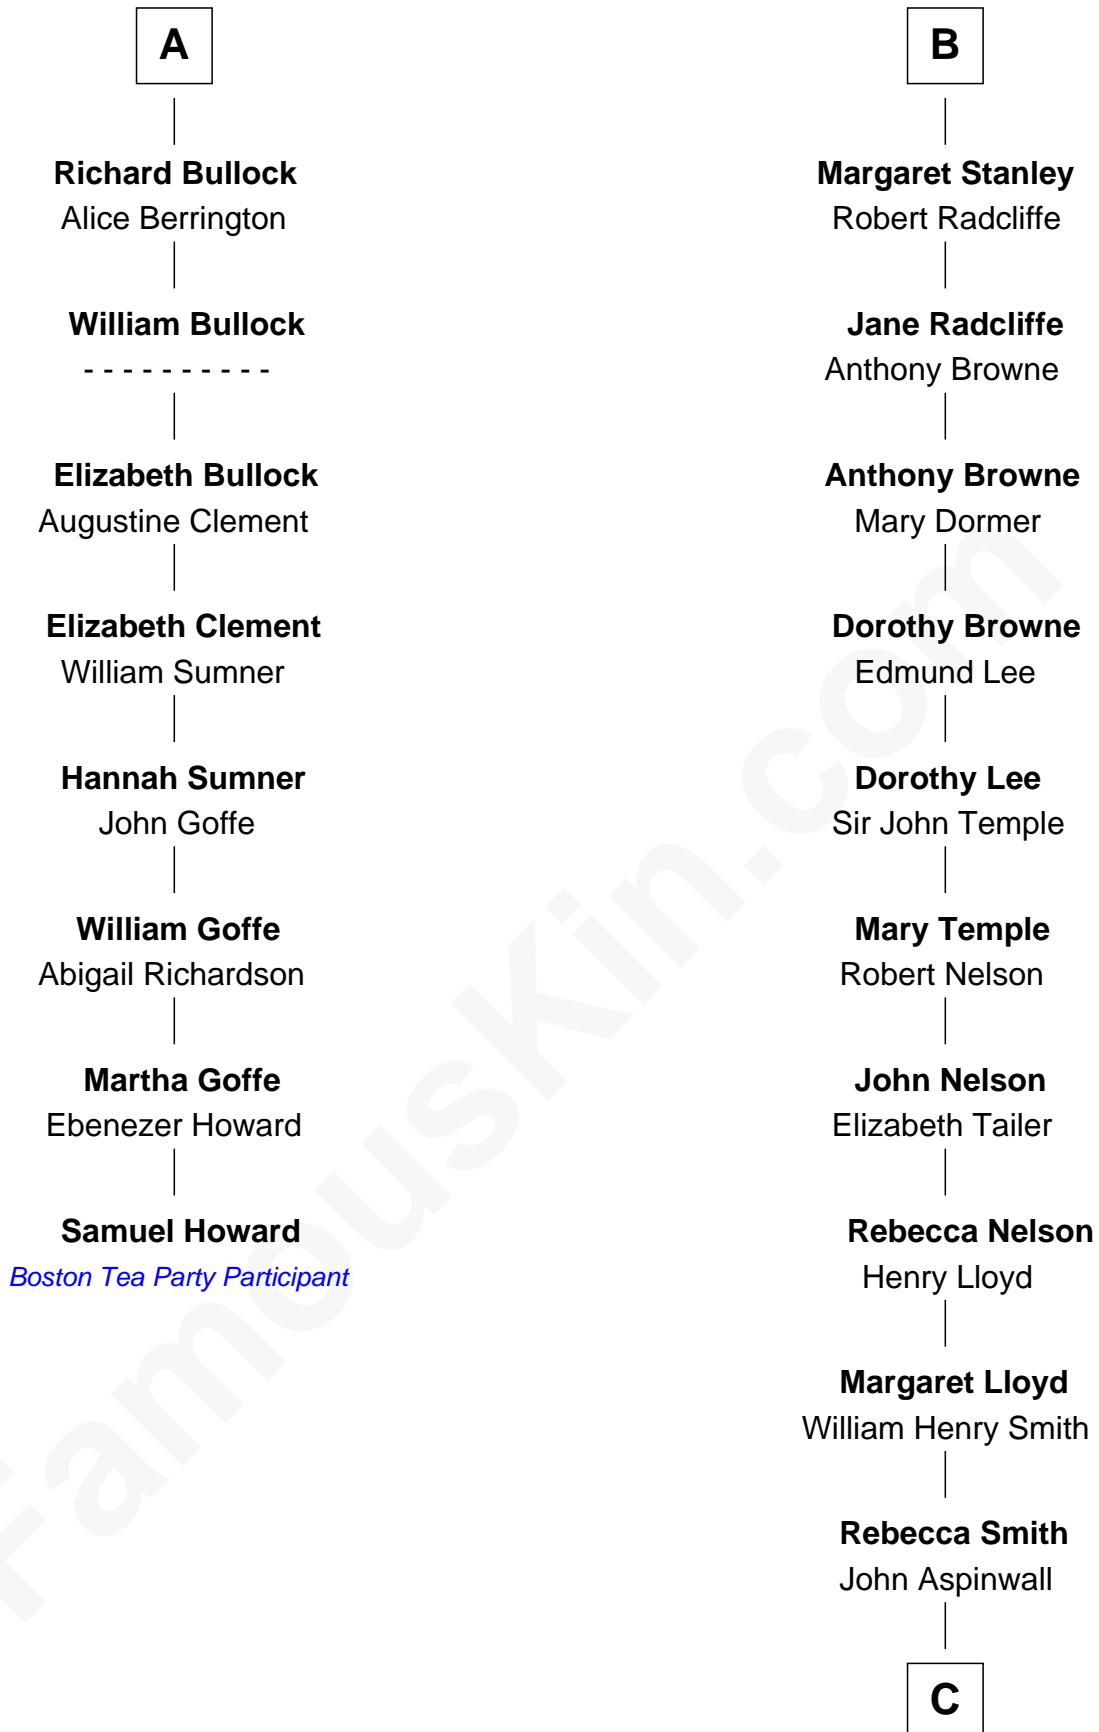 A
Richard Bullock
Alice Berrington
William Bullock
- - - - - - - - - -
Elizabeth Bullock
Augustine Clement
Elizabeth Clement
William Sumner
Hannah Sumner
John Goffe
William Goffe
Abigail Richardson
Martha Goffe
Ebenezer Howard
Samuel Howard
Boston Tea Party Participant
B
Margaret Stanley
Robert Radcliffe
Jane Radcliffe
Anthony Browne
Anthony Browne
Mary Dormer
Dorothy Browne
Edmund Lee
Dorothy Lee
Sir John Temple
Mary Temple
Robert Nelson
John Nelson
Elizabeth Tailer
Rebecca Nelson
Henry Lloyd
Margaret Lloyd
William Henry Smith
Rebecca Smith
John Aspinwall
C
FamousKin.com